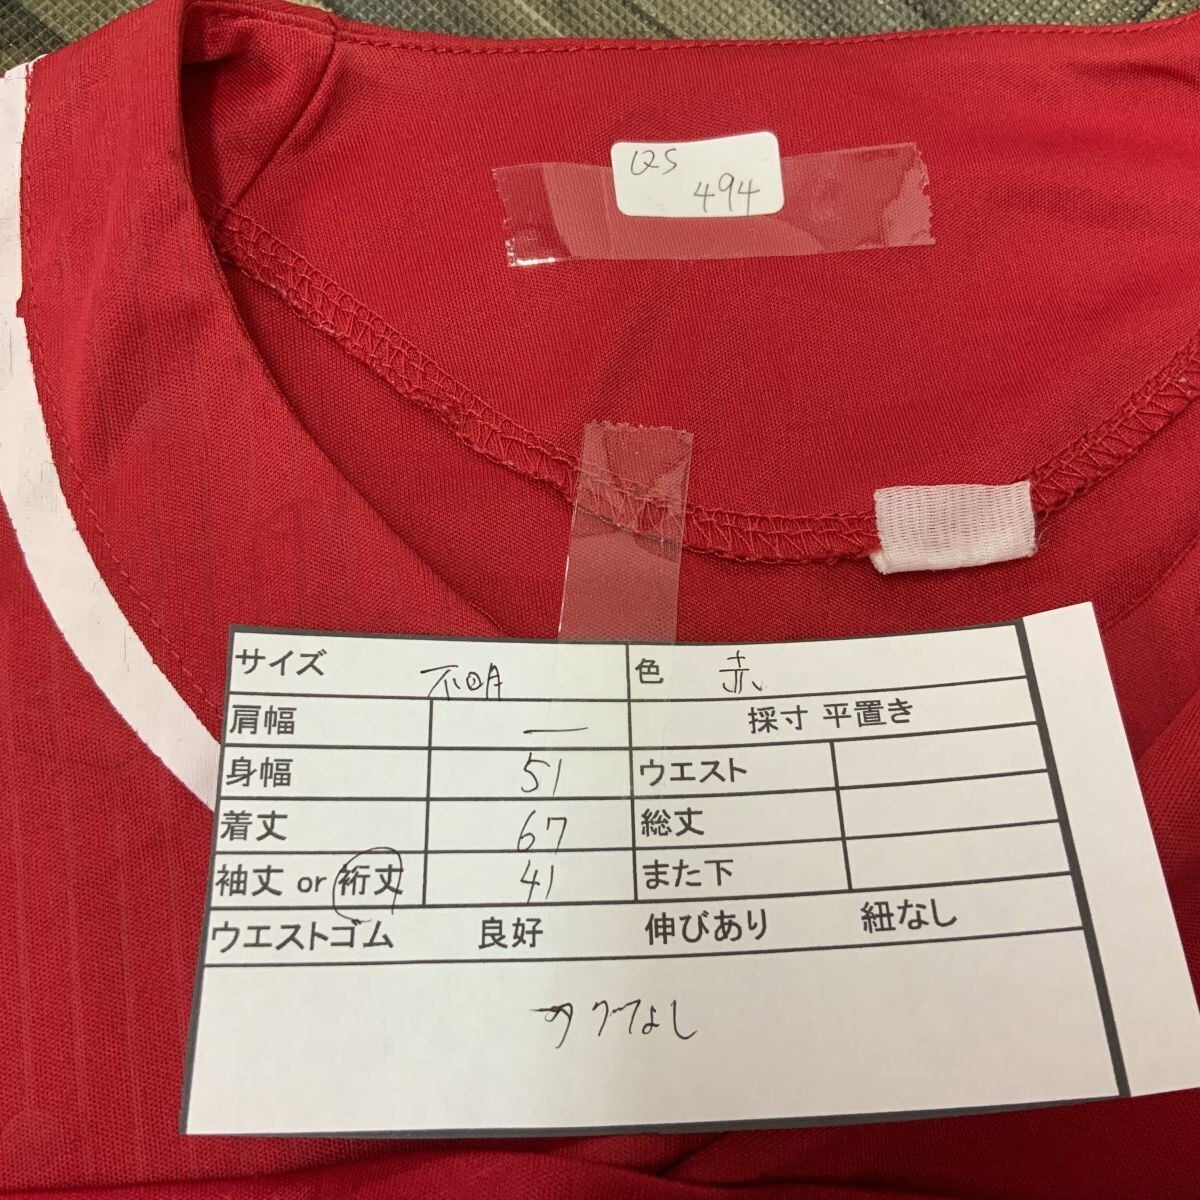 QS
494
サイズ 不明 色 赤
肩幅 — 採寸 平置き
身幅 51 ウエスト
着丈 67 総丈
袖丈 or 裄丈 41 また下
ウエストゴム 良好 伸びあり 紐なし
タグなし